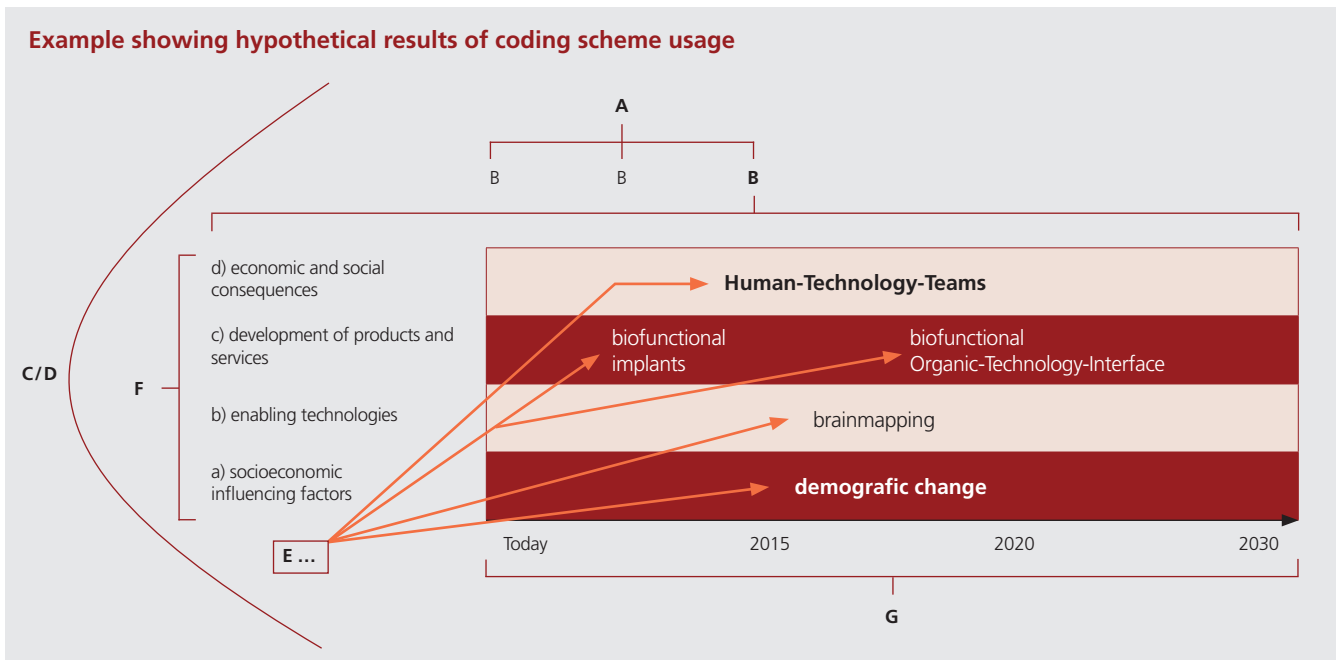 Example showing hypothetical results of coding scheme usage
A
B B B
d) economic and social
consequences
Human-Technology-Teams
c) development of products and
services
biofunctional
implants
biofunctional
Organic-Technology-Interface
C/D
F
b) enabling technologies
brainmapping
a) socioeconomic
influencing factors
demografic change
E ...
Today 2015 2020 2030
G